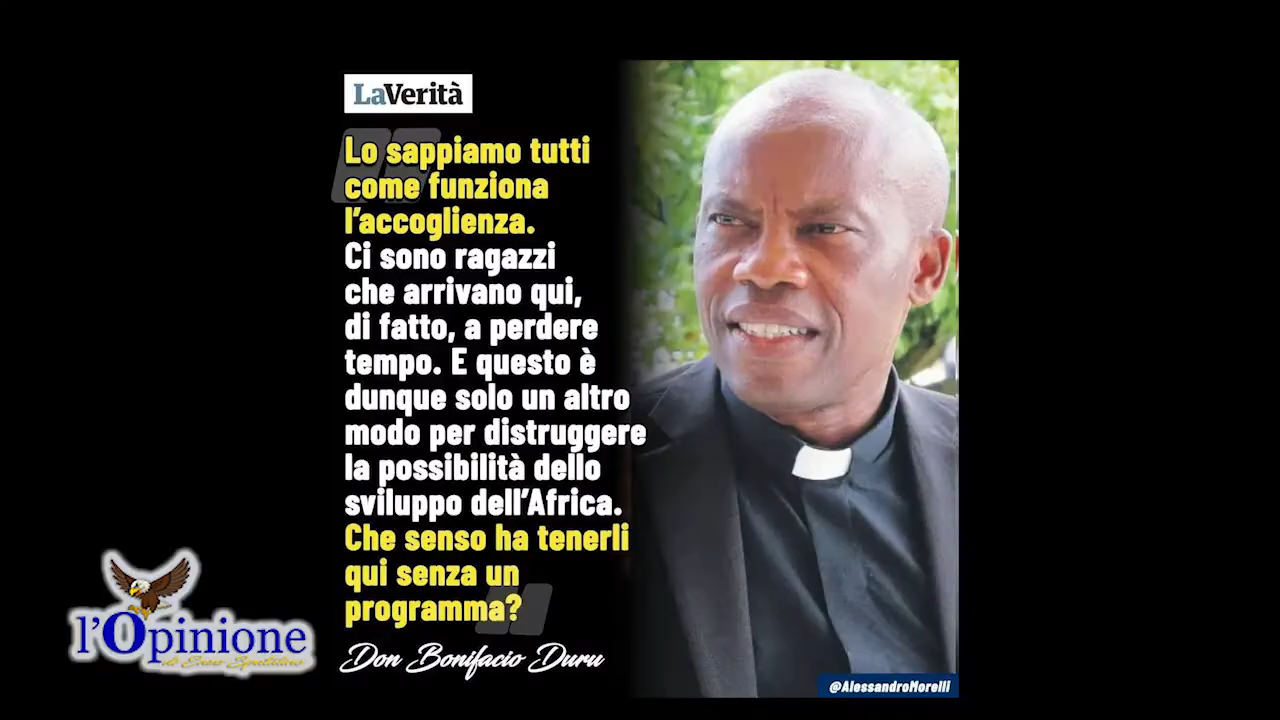 LaVerità
Lo sappiamo tutti
come funziona
l'accoglienza.
Ci sono ragazzi
che arrivano qui,
di fatto, a perdere
tempo. E questo è
dunque solo un altro
modo per distruggere
la possibilità dello
sviluppo dell'Africa.
Che senso ha tenerli
qui senza un
programma?
Don Bonifacio Duru
@AlessandroMorelli
l'Opinione
di Enzo